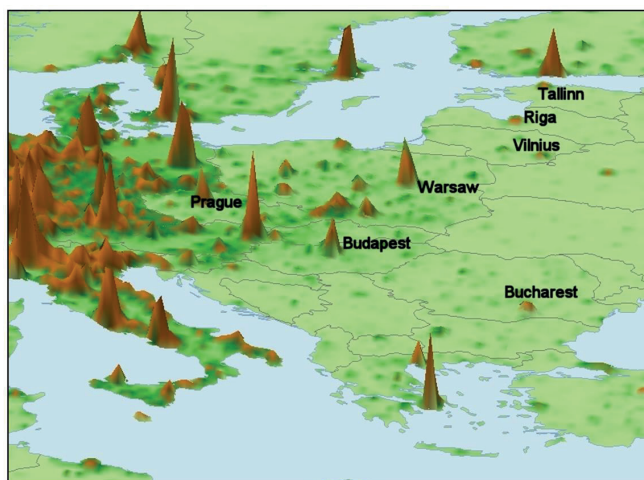 Tallinn
Riga
Vilnius
Warsaw
Prague
Budapest
Bucharest